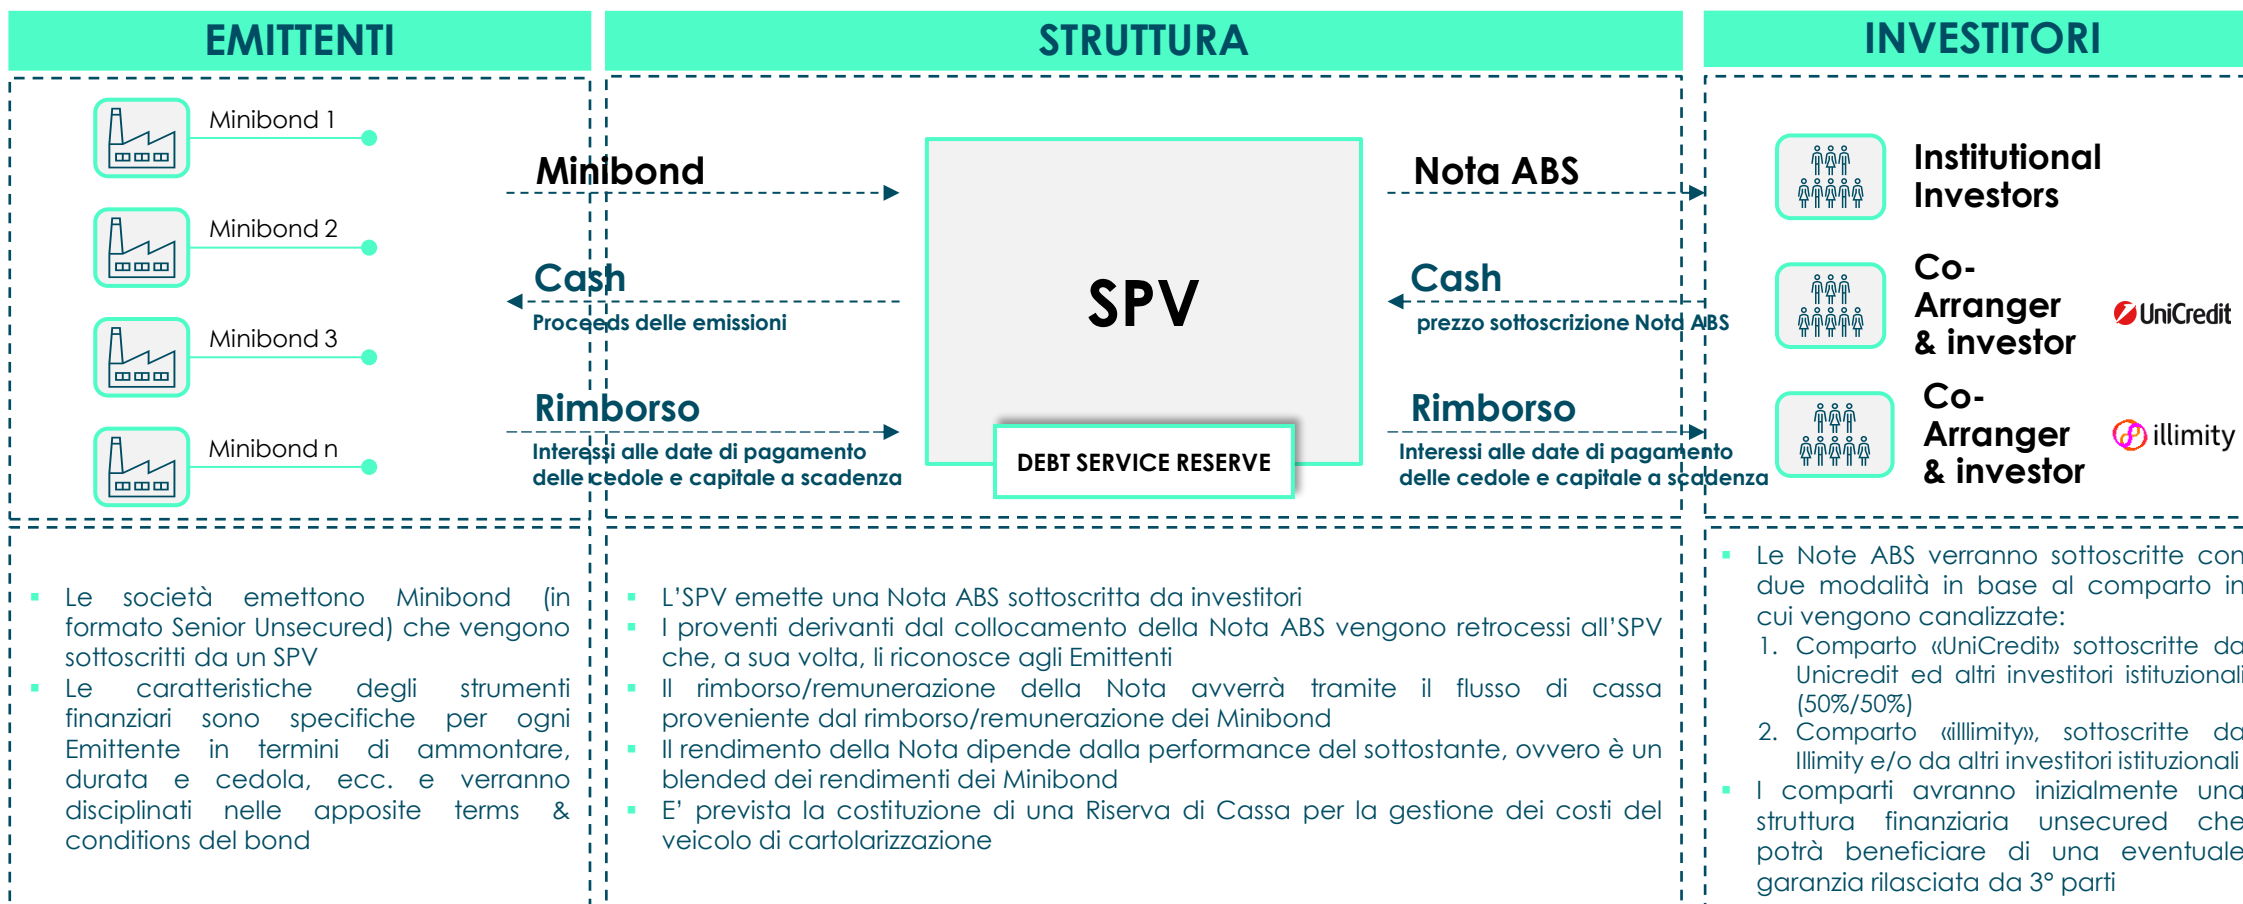 EMITTENTI
STRUTTURA
INVESTITORI
Minibond 1
Minibond 2
Minibond 3
Minibond n
Minibond
Cash
Proceeds delle emissioni
Rimborso
Interessi alle date di pagamento
delle cedole e capitale a scadenza
SPV
DEBT SERVICE RESERVE
Nota ABS
Cash
prezzo sottoscrizione Nota ABS
Rimborso
Interessi alle date di pagamento
delle cedole e capitale a scadenza
Institutional
Investors
Co-
Arranger
& investor
UniCredit
Co-
Arranger
& investor
illimity
▪ Le società emettono Minibond (in
formato Senior Unsecured) che vengono
sottoscritti da un SPV
▪ Le caratteristiche degli strumenti
finanziari sono specifiche per ogni
Emittente in termini di ammontare,
durata e cedola, ecc. e verranno
disciplinati nelle apposite terms &
conditions del bond
▪ L’SPV emette una Nota ABS sottoscritta da investitori
▪ I proventi derivanti dal collocamento della Nota ABS vengono retrocessi all’SPV
che, a sua volta, li riconosce agli Emittenti
▪ Il rimborso/remunerazione della Nota avverrà tramite il flusso di cassa
proveniente dal rimborso/remunerazione dei Minibond
▪ Il rendimento della Nota dipende dalla performance del sottostante, ovvero è un
blended dei rendimenti dei Minibond
▪ E’ prevista la costituzione di una Riserva di Cassa per la gestione dei costi del
veicolo di cartolarizzazione
▪ Le Note ABS verranno sottoscritte con
due modalità in base al comparto in
cui vengono canalizzate:
1. Comparto «UniCredit» sottoscritte da
Unicredit ed altri investitori istituzionali
(50%/50%)
2. Comparto «illlimity», sottoscritte da
Illimity e/o da altri investitori istituzionali
▪ I comparti avranno inizialmente una
struttura finanziaria unsecured che
potrà beneficiare di una eventuale
garanzia rilasciata da 3° parti